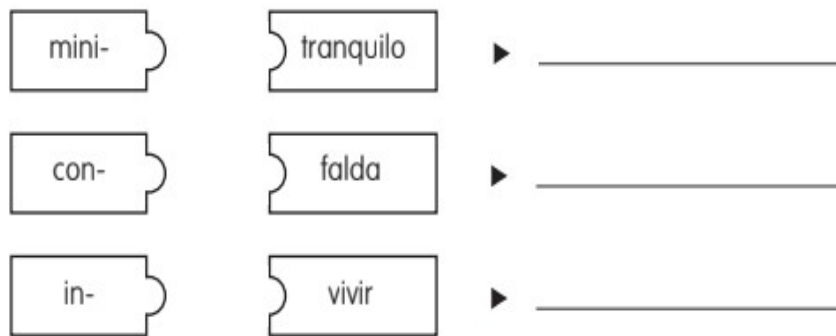 mini- tranquilo
con- falda
in- vivir